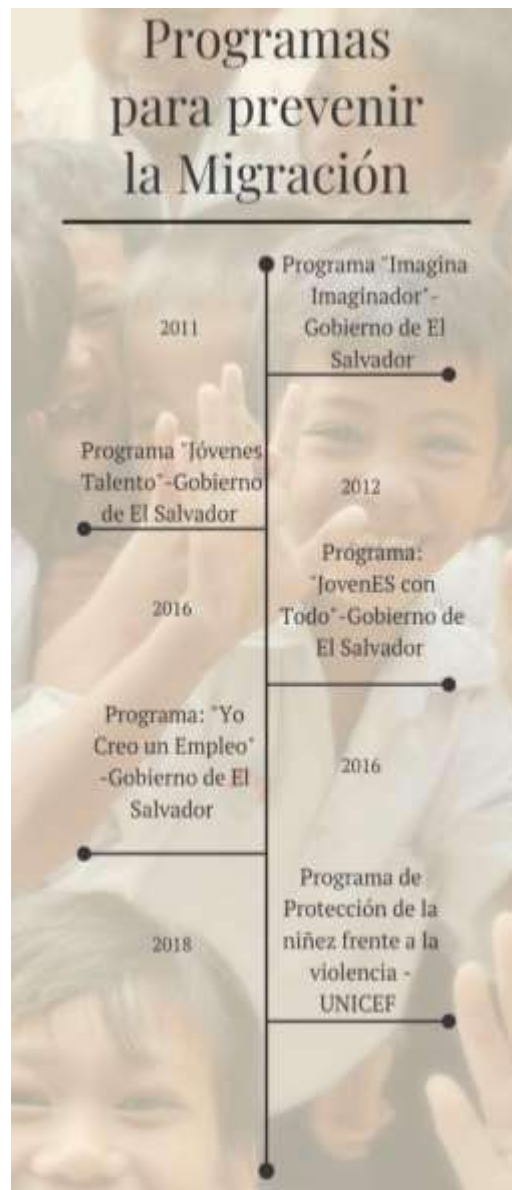 Programas
para prevenir
la Migración
Programa "Imagina
Imaginador"-
Gobierno de El
Salvador
2011
Programa "Jóvenes
Talento"-Gobierno
de El Salvador
2012
Programa:
"JovenES con
Todo"-Gobierno de
El Salvador
2016
Programa: "Yo
Creo un Empleo"
-Gobierno de El
Salvador
2016
Programa de
Protección de la
niñez frente a la
violencia -
UNICEF
2018